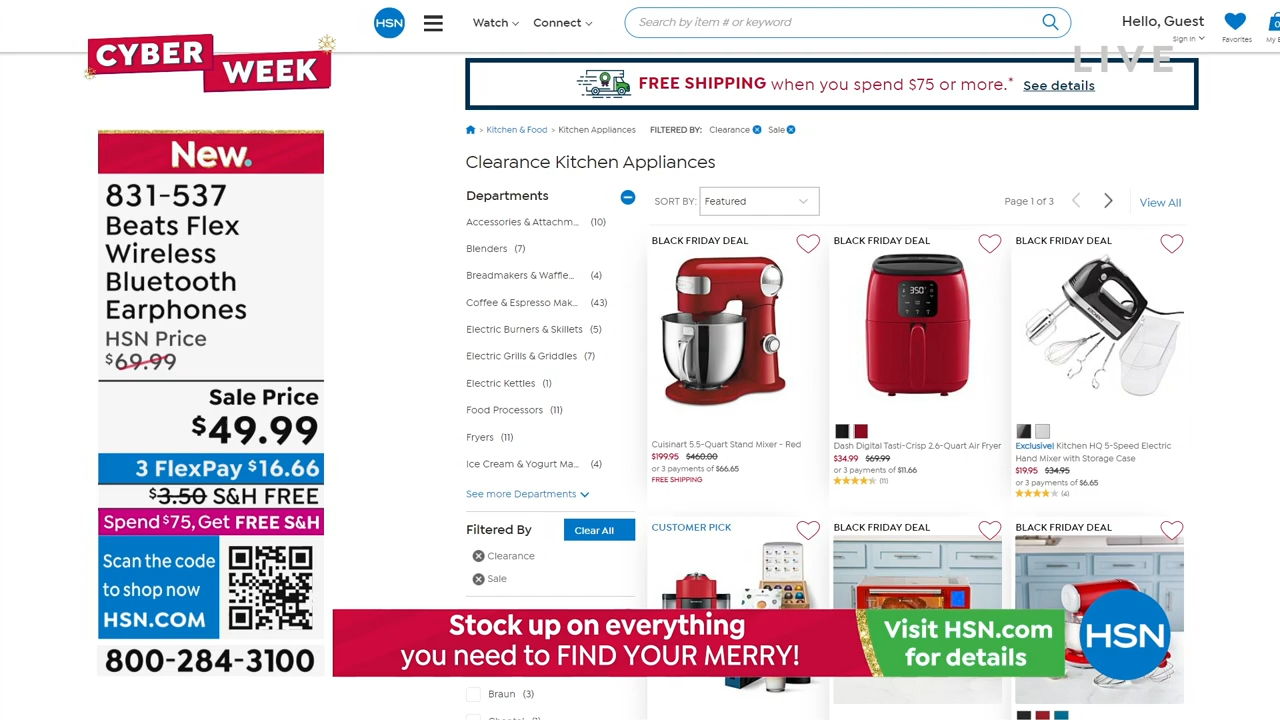 HSN
Watch
Connect
Search by item # or keyword
Hello, Guest
Sign In
Favorites
0
LIVE
CYBER
WEEK
FREE SHIPPING when you spend $75 or more.* See details
> Kitchen & Food > Kitchen Appliances FILTERED BY: Clearance Sale
Clearance Kitchen Appliances
New.
831-537
Beats Flex
Wireless
Bluetooth
Earphones
HSN Price
$69.99
Sale Price
$49.99
3 FlexPay $16.66
$3.50 S&H FREE
Spend $75, Get FREE S&H
Scan the code
to shop now
HSN.COM
800-284-3100
Departments
Accessories & Attachm... (10)
Blenders (7)
Breadmakers & Waffle... (4)
Coffee & Espresso Mak... (43)
Electric Burners & Skillets (5)
Electric Grills & Griddles (7)
Electric Kettles (1)
Food Processors (11)
Fryers (11)
Ice Cream & Yogurt Ma... (4)
See more Departments
Filtered By
Clear All
Clearance
Sale
Braun (3)
SORT BY: Featured
Page 1 of 3
View All
BLACK FRIDAY DEAL
Cuisinart 5.5-Quart Stand Mixer - Red
$199.95 $460.00
or 3 payments of $66.65
FREE SHIPPING
BLACK FRIDAY DEAL
350°
Dash Digital Tasti-Crisp 2.6-Quart Air Fryer
$34.99 $69.99
or 3 payments of $11.66
(11)
BLACK FRIDAY DEAL
Exclusive! Kitchen HQ 5-Speed Electric
Hand Mixer with Storage Case
$19.95 $34.95
or 3 payments of $6.65
(4)
CUSTOMER PICK
BLACK FRIDAY DEAL
BLACK FRIDAY DEAL
Stock up on everything
you need to FIND YOUR MERRY!
Visit HSN.com
for details
HSN